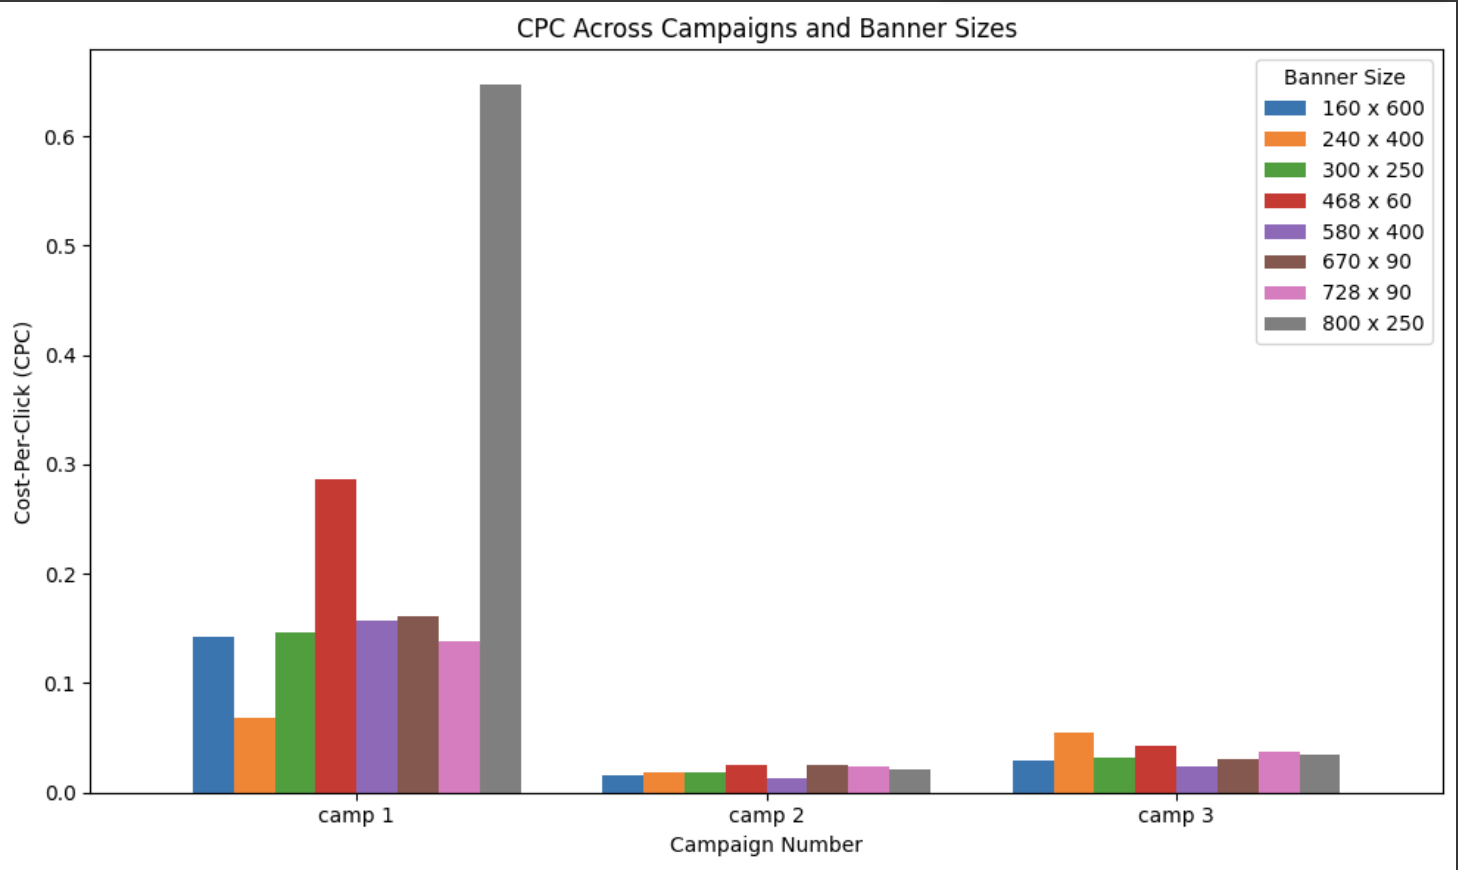 CPC Across Campaigns and Banner Sizes
Banner Size
160 x 600
240 x 400
300 x 250
468 x 60
580 x 400
670 x 90
728 x 90
800 x 250
Cost-Per-Click (CPC)
0.6
0.5
0.4
0.3
0.2
0.1
0.0
camp 1
camp 2
camp 3
Campaign Number